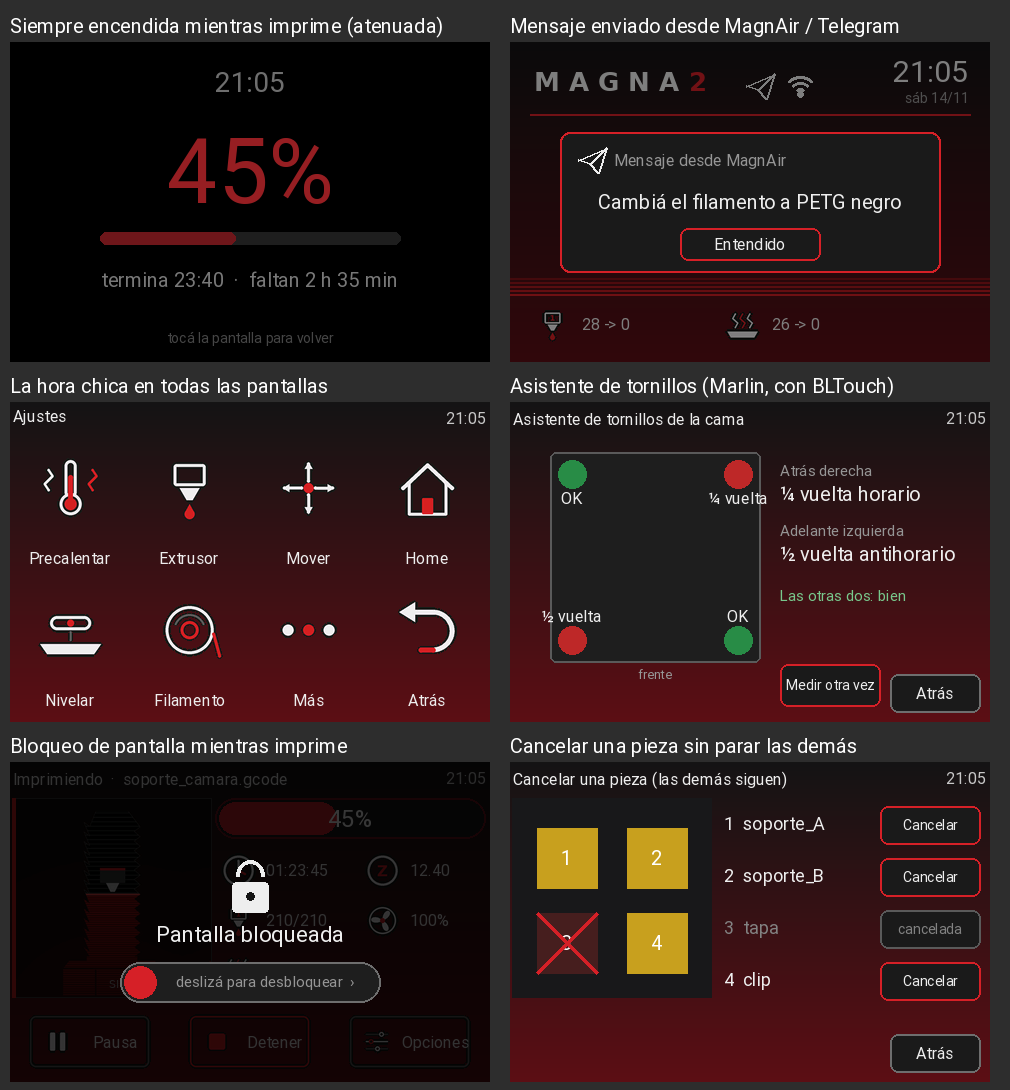 Siempre encendida mientras imprime (atenuada)
21:05
45%
termina 23:40 · faltan 2 h 35 min
tocá la pantalla para volver
Mensaje enviado desde MagnAir / Telegram
MAGNA2
21:05
sáb 14/11
Mensaje desde MagnAir
Cambiá el filamento a PETG negro
Entendido
28 -> 0
26 -> 0
La hora chica en todas las pantallas
Ajustes
21:05
Precalentar
Extrusor
Mover
Home
Nivelar
Filamento
Más
Atrás
Asistente de tornillos (Marlin, con BLTouch)
Asistente de tornillos de la cama
21:05
OK
¼ vuelta
½ vuelta
OK
frente
Atrás derecha
¼ vuelta horario
Adelante izquierda
½ vuelta antihorario
Las otras dos: bien
Medir otra vez
Atrás
Bloqueo de pantalla mientras imprime
Imprimiendo · soporte_camara.gcode
21:05
45%
01:23:45
Z
12.40
210/210
100%
Pantalla bloqueada
deslizá para desbloquear ›
Pausa
Detener
Opciones
Cancelar una pieza sin parar las demás
Cancelar una pieza (las demás siguen)
21:05
1
2
3
4
1 soporte_A
Cancelar
2 soporte_B
Cancelar
3 tapa
cancelada
4 clip
Cancelar
Atrás